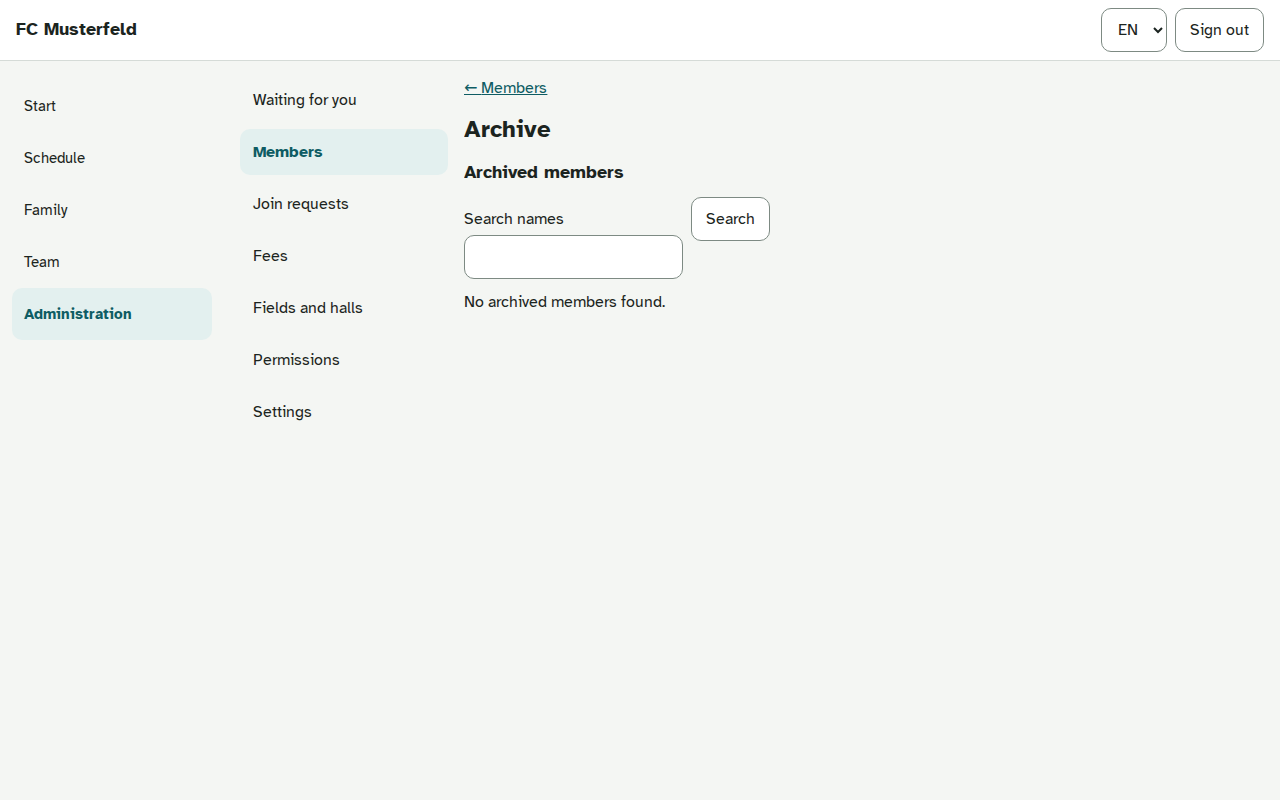 FC Musterfeld
EN
Sign out
Start
Schedule
Family
Team
Administration
Waiting for you
Members
Join requests
Fees
Fields and halls
Permissions
Settings
← Members
Archive
Archived members
Search names
Search
No archived members found.